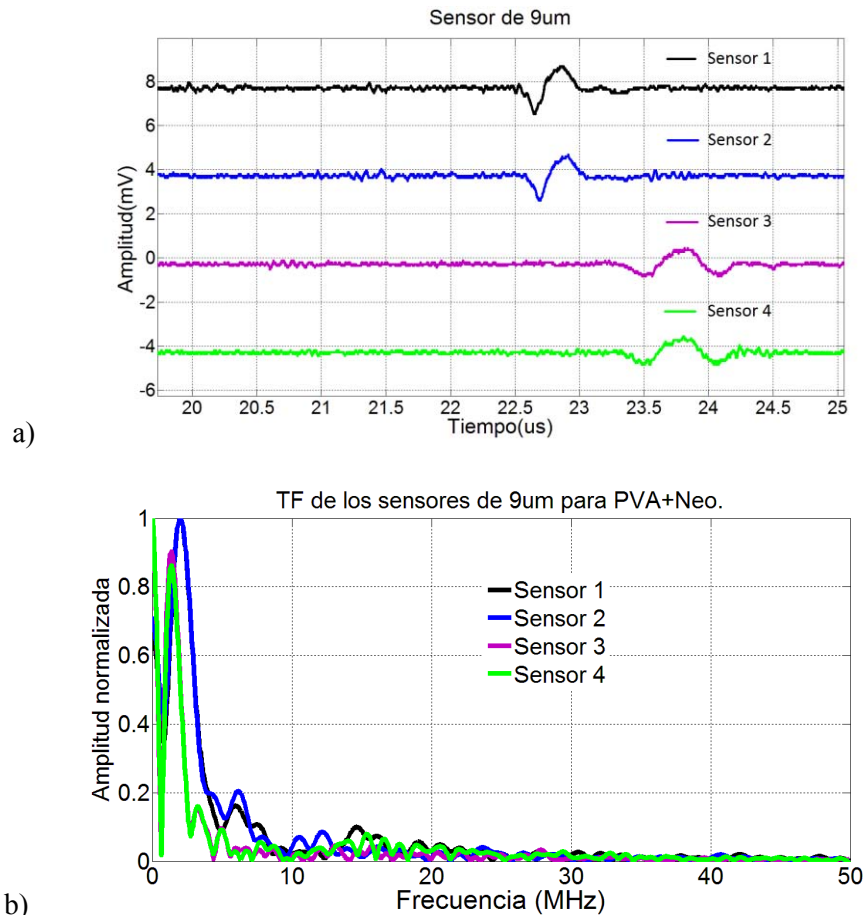 Sensor de 9um
Amplitud(mV)
8
6
4
2
0
-2
-4
-6
Sensor 1
Sensor 2
Sensor 3
Sensor 4
20 20.5 21 21.5 22 22.5 23 23.5 24 24.5 25
Tiempo(us)
a)
TF de los sensores de 9um para PVA+Neo.
Amplitud normalizada
1
0.8
0.6
0.4
0.2
0
Sensor 1
Sensor 2
Sensor 3
Sensor 4
0 10 20 30 40 50
Frecuencia (MHz)
b)